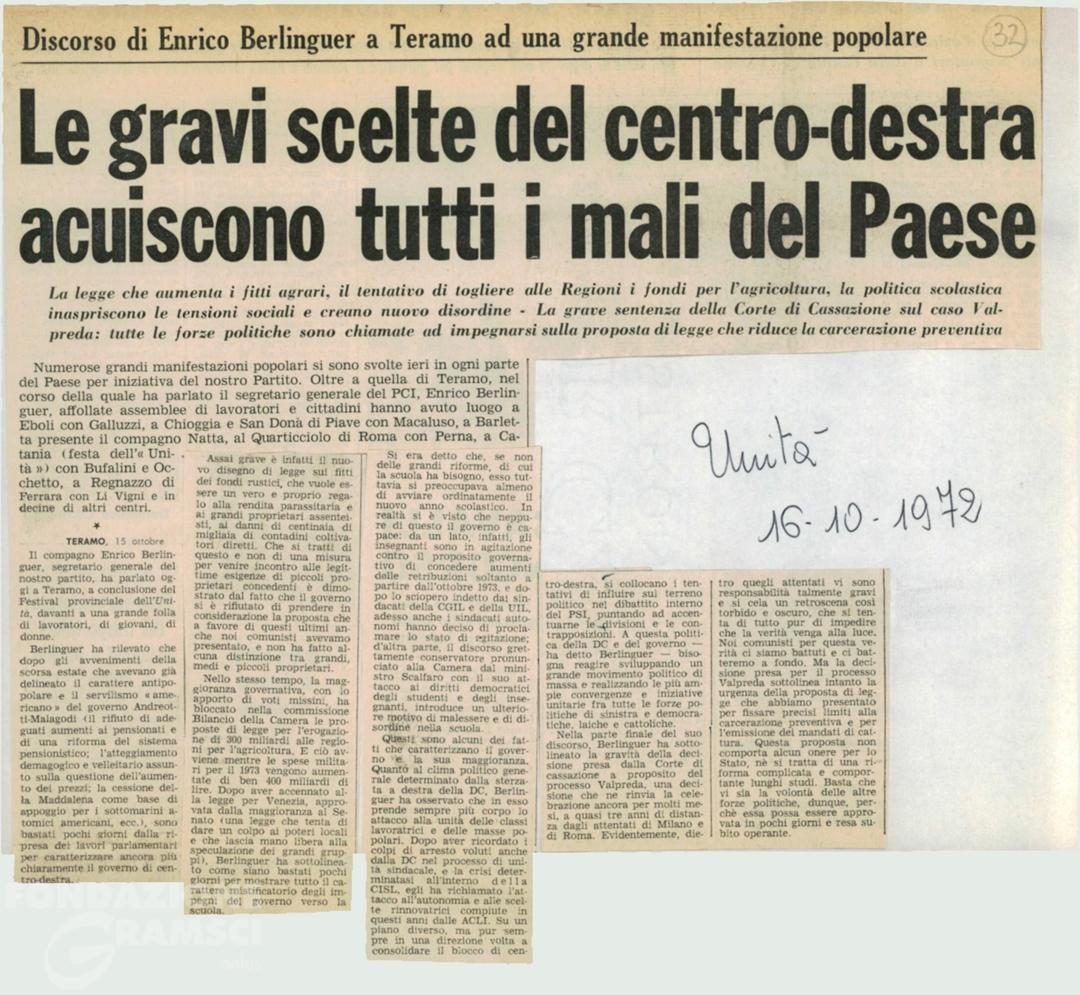 Discorso di Enrico Berlinguer a Teramo ad una grande manifestazione popolare
32
Le gravi scelte del centro-destra
acuiscono tutti i mali del Paese
La legge che aumenta i fitti agrari, il tentativo di togliere alle Regioni i fondi per l'agricoltura, la politica scolastica
inaspriscono le tensioni sociali e creano nuovo disordine - La grave sentenza della Corte di Cassazione sul caso Val-
preda: tutte le forze politiche sono chiamate ad impegnarsi sulla proposta di legge che riduce la carcerazione preventiva
Numerose grandi manifestazioni popolari si sono svolte ieri in ogni parte
del Paese per iniziativa del nostro Partito. Oltre a quella di Teramo, nel
corso della quale ha parlato il segretario generale del PCI, Enrico Berlin-
guer, affollate assemblee di lavoratori e cittadini hanno avuto luogo a
Eboli con Galluzzi, a Chioggia e San Donà di Piave con Macaluso, a Barlet-
ta presente il compagno Natta, al Quarticciolo di Roma con Perna, a Ca-
tania (festa dell'« Uni-
tà ») con Bufalini e Oc-
chetto, a Regnazzo di
Ferrara con Li Vigni e in
decine di altri centri.
★
TERAMO, 15 ottobre
Il compagno Enrico Berlin-
guer, segretario generale del
nostro partito, ha parlato og-
gi a Teramo, a conclusione del
Festival provinciale dell'Uni-
tà, davanti a una grande folla
di lavoratori, di giovani, di
donne.
Berlinguer ha rilevato che
dopo gli avvenimenti della
scorsa estate che avevano già
delineato il carattere antipo-
polare e il servilismo « ame-
ricano » del governo Andreot-
ti-Malagodi (il rifiuto di ade-
guati aumenti ai pensionati e
di una riforma del sistema
pensionistico; l'atteggiamento
demagogico e velleitario assun-
to sulla questione dell'aumen-
to dei prezzi; la cessione del-
la Maddalena come base di
appoggio per i sottomarini a-
tomici americani, ecc.), sono
bastati pochi giorni dalla ri-
presa dei lavori parlamentari
per caratterizzare ancora più
chiaramente il governo di cen-
tro-destra.
Assai grave è infatti il nuo-
vo disegno di legge sui fitti
dei fondi rustici, che vuole es-
sere un vero e proprio rega-
lo alla rendita parassitaria e
ai grandi proprietari assentei-
sti, ai danni di centinaia di
migliaia di contadini coltiva-
tori diretti. Che si tratti di
questo e non di una misura
per venire incontro alle legit-
time esigenze di piccoli pro-
prietari concedenti è dimo-
strato dal fatto che il governo
si è rifiutato di prendere in
considerazione la proposta che
a favore di questi ultimi an-
che noi comunisti avevamo
presentato, e non ha fatto al-
cuna distinzione tra grandi,
medi e piccoli proprietari.
Nello stesso tempo, la mag-
gioranza governativa, con lo
apporto di voti missini, ha
bloccato nella commissione
Bilancio della Camera le pro-
poste di legge per l'erogazio-
ne di 300 miliardi alle regio-
ni per l'agricoltura. E ciò av-
viene mentre le spese milita-
ri per il 1973 vengono aumen-
tate di ben 400 miliardi di
lire. Dopo aver accennato al-
la legge per Venezia, appro-
vata dalla maggioranza al Se-
nato (una legge che tenta di
dare un colpo ai poteri locali
e che lascia mano libera alla
speculazione dei grandi grup-
pi), Berlinguer ha sottolinea-
to come siano bastati pochi
giorni per mostrare tutto il ca-
rattere mistificatorio degli im-
pegni del governo verso la
scuola.
Si era detto che, se non
delle grandi riforme, di cui
la scuola ha bisogno, esso tut-
tavia si preoccupava almeno
di avviare ordinatamente il
nuovo anno scolastico. In
realtà si è visto che neppu-
re di questo il governo è ca-
pace: da un lato, infatti, gli
insegnanti sono in agitazione
contro il proposito governa-
tivo di concedere aumenti
delle retribuzioni soltanto a
partire dall'ottobre 1973, e
dopo lo sciopero indetto dai sin-
dacati della CGIL e della UIL,
adesso anche i sindacati auto-
nomi hanno deciso di procla-
mare lo stato di agitazione;
d'altra parte, il discorso gret-
tamente conservatore pronun-
ciato alla Camera dal mini-
stro Scalfaro con il suo at-
tacco ai diritti democratici
degli studenti e degli inse-
gnanti, introduce un ulterio-
re motivo di malessere e di di-
sordine nella scuola.
Questi sono alcuni dei fat-
ti che caratterizzano il gover-
no e la sua maggioranza.
Quanto al clima politico gene-
rale determinato dalla sterza-
ta a destra della DC, Berlin-
guer ha osservato che in esso
prende sempre più corpo lo
attacco alla unità delle classi
lavoratrici e delle masse po-
polari. Dopo aver ricordato i
colpi di arresto voluti anche
dalla DC nel processo di uni-
tà sindacale, e la crisi deter-
minatasi all'interno della
CISL, egli ha richiamato l'at-
tacco all'autonomia e alle scel-
te rinnovatrici compiute in
questi anni dalle ACLI. Su un
piano diverso, ma pur sem-
pre in una direzione volta a
consolidare il blocco di cen-
Unità
16-10-1972
tro-destra, si collocano i ten-
tativi di influire sul terreno
politico nel dibattito interno
del PSI, puntando ad accen-
tuarne le divisioni e le con-
trapposizioni. A questa politi-
ca della DC e del governo —
ha detto Berlinguer — biso-
gna reagire sviluppando un
grande movimento politico di
massa e realizzando le più am-
pie convergenze e iniziative
unitarie fra tutte le forze po-
litiche di sinistra e democra-
tiche, laiche e cattoliche.
Nella parte finale del suo
discorso, Berlinguer ha sotto-
lineato la gravità della deci-
sione presa dalla Corte di
cassazione a proposito del
processo Valpreda, una deci-
sione che ne rinvia la cele-
brazione ancora per molti me-
si, a quasi tre anni di distan-
za dagli attentati di Milano e
di Roma. Evidentemente, die-
tro quegli attentati vi sono
responsabilità talmente gravi
e si cela un retroscena così
torbido e oscuro, che si ten-
ta di tutto pur di impedire
che la verità venga alla luce.
Noi comunisti per questa ve-
rità ci siamo battuti e ci bat-
teremo a fondo. Ma la deci-
sione presa per il processo
Valpreda sottolinea intanto la
urgenza della proposta di leg-
ge che abbiamo presentato
per fissare precisi limiti alla
carcerazione preventiva e per
l'emissione dei mandati di cat-
tura. Questa proposta non
comporta alcun onere per lo
Stato, nè si tratta di una ri-
forma complicata e compor-
tante lunghi studi. Basta che
vi sia la volontà delle altre
forze politiche, dunque, per-
chè essa possa essere approva-
ta in pochi giorni e resa su-
bito operante.
FONDAZIONE
GRAMSCI
onlus